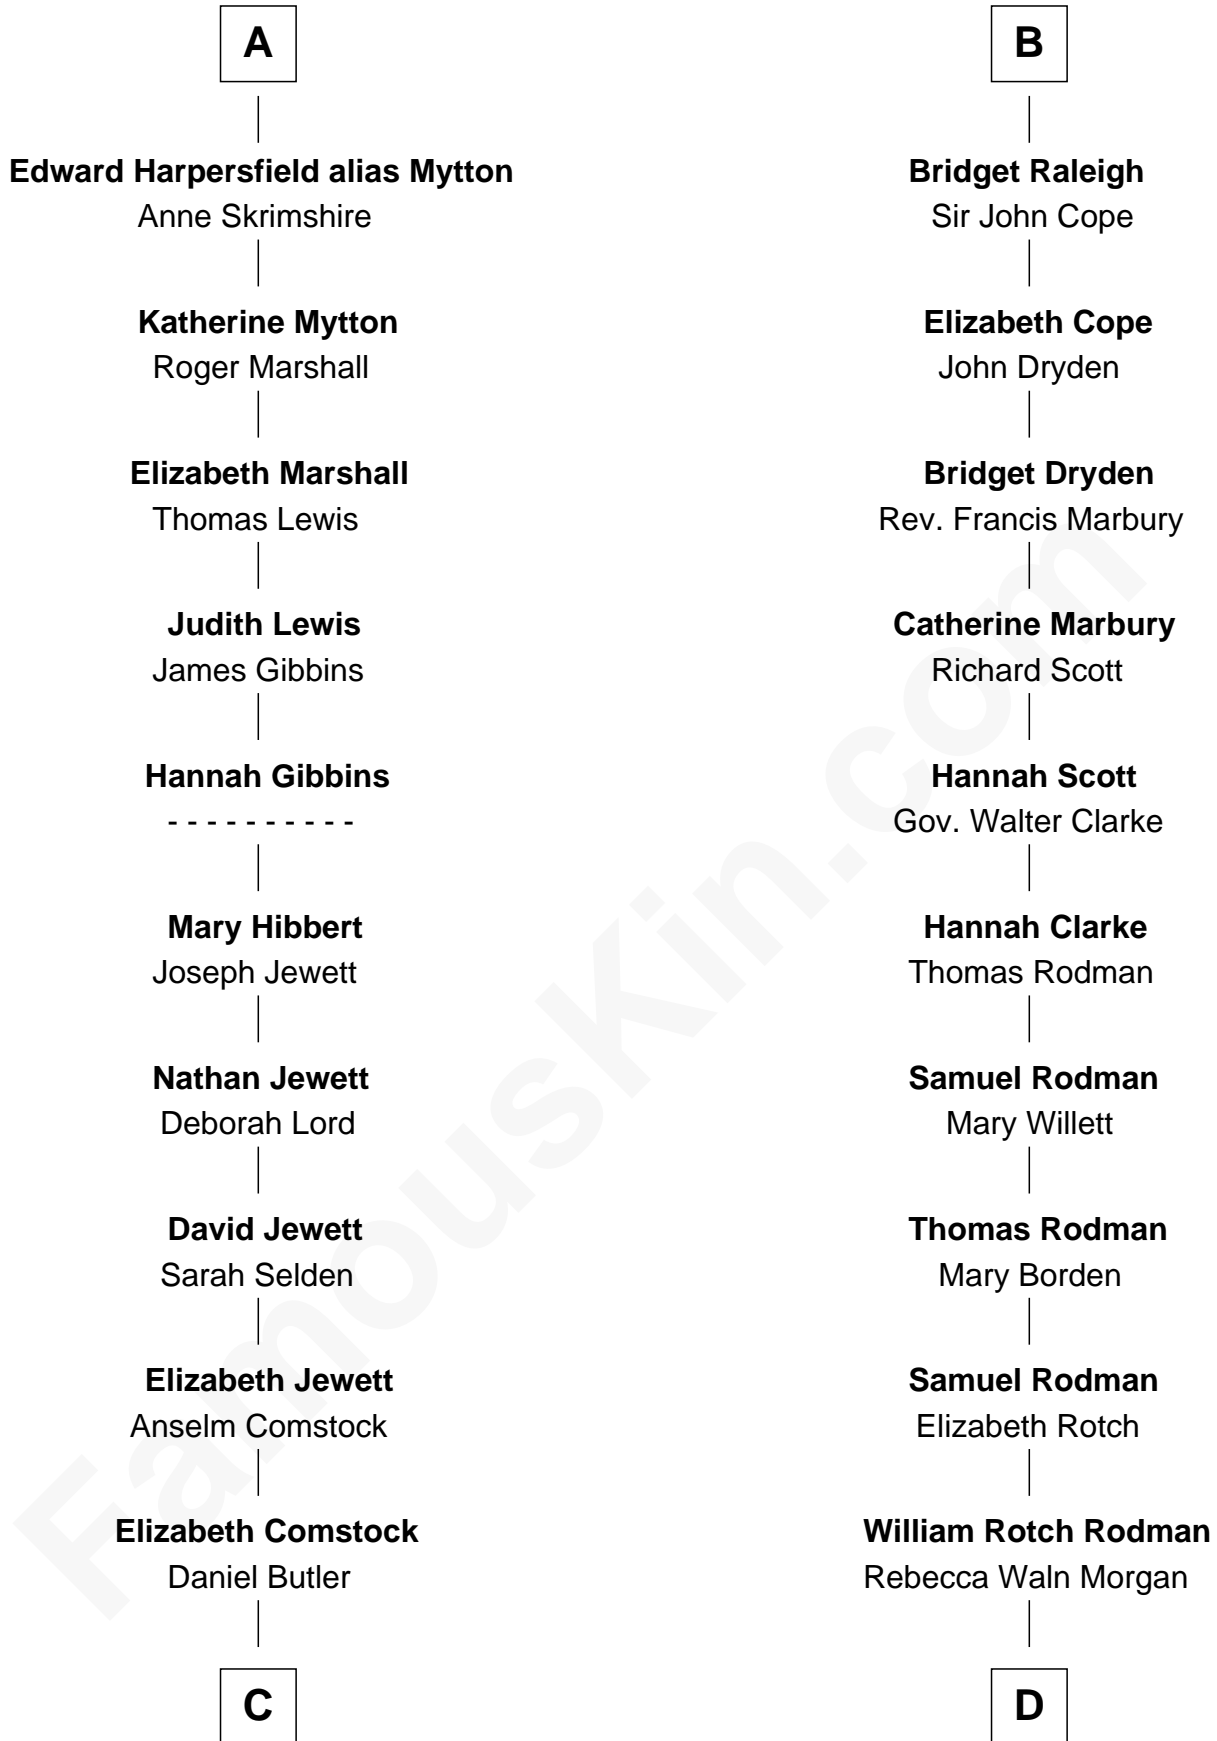 A
Edward Harpersfield alias Mytton
Anne Skrimshire
Katherine Mytton
Roger Marshall
Elizabeth Marshall
Thomas Lewis
Judith Lewis
James Gibbins
Hannah Gibbins
- - - - - - - - - -
Mary Hibbert
Joseph Jewett
Nathan Jewett
Deborah Lord
David Jewett
Sarah Selden
Elizabeth Jewett
Anselm Comstock
Elizabeth Comstock
Daniel Butler
C
B
Bridget Raleigh
Sir John Cope
Elizabeth Cope
John Dryden
Bridget Dryden
Rev. Francis Marbury
Catherine Marbury
Richard Scott
Hannah Scott
Gov. Walter Clarke
Hannah Clarke
Thomas Rodman
Samuel Rodman
Mary Willett
Thomas Rodman
Mary Borden
Samuel Rodman
Elizabeth Rotch
William Rotch Rodman
Rebecca Waln Morgan
D
FamousKin.com